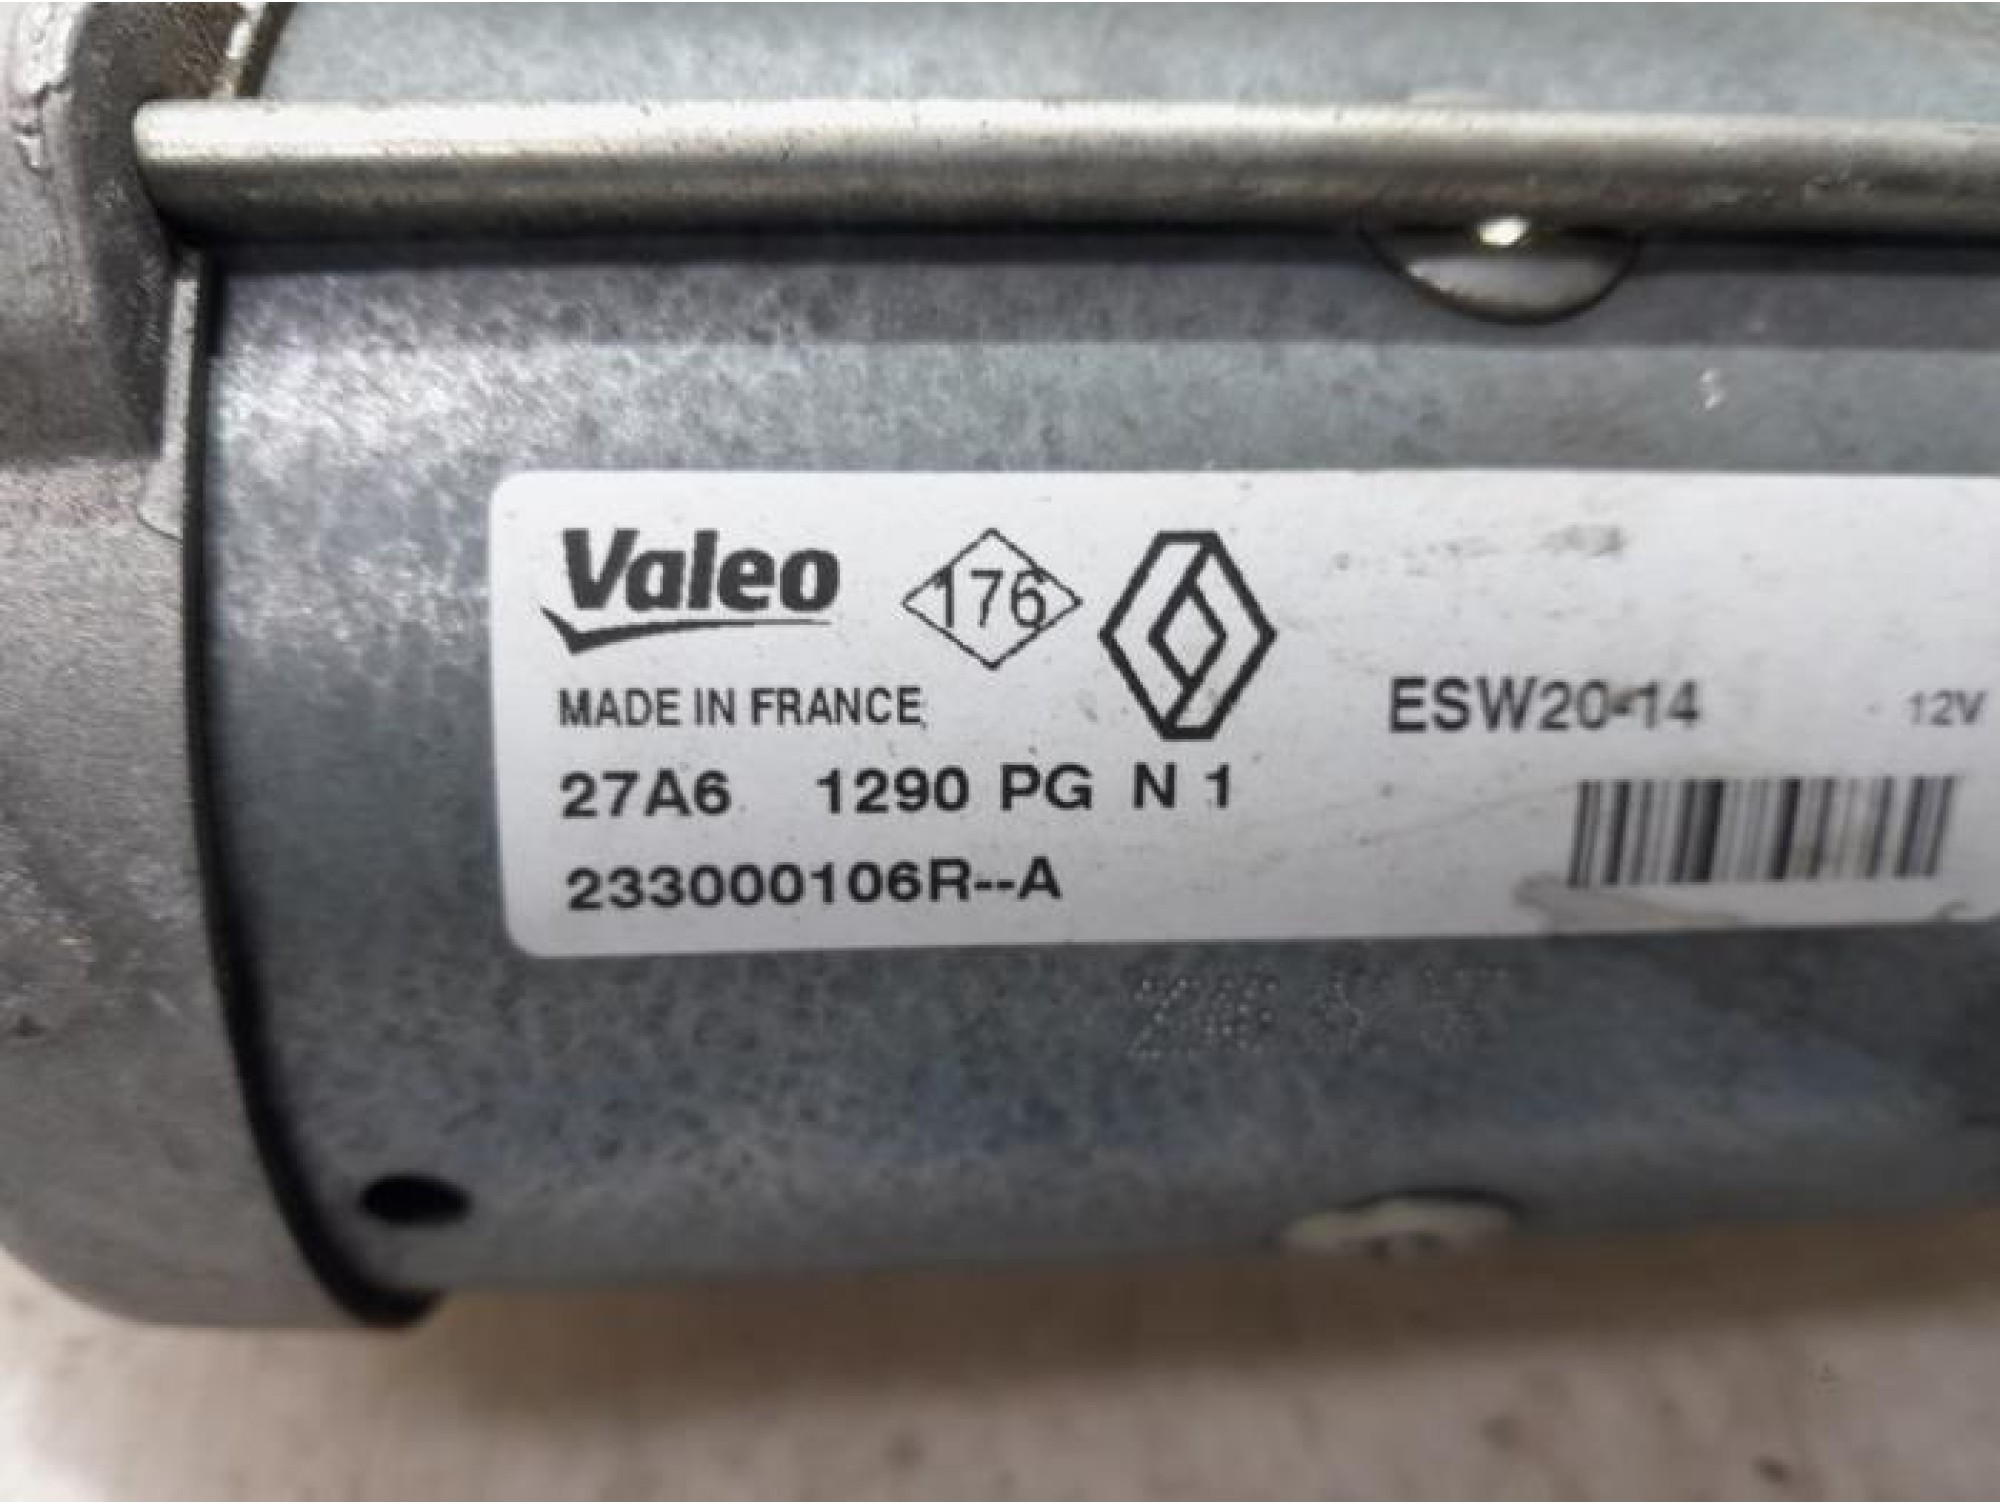 Valeo
176
MADE IN FRANCE
ESW20-14
12V
27A6 1290 PG N 1
233000106R--A